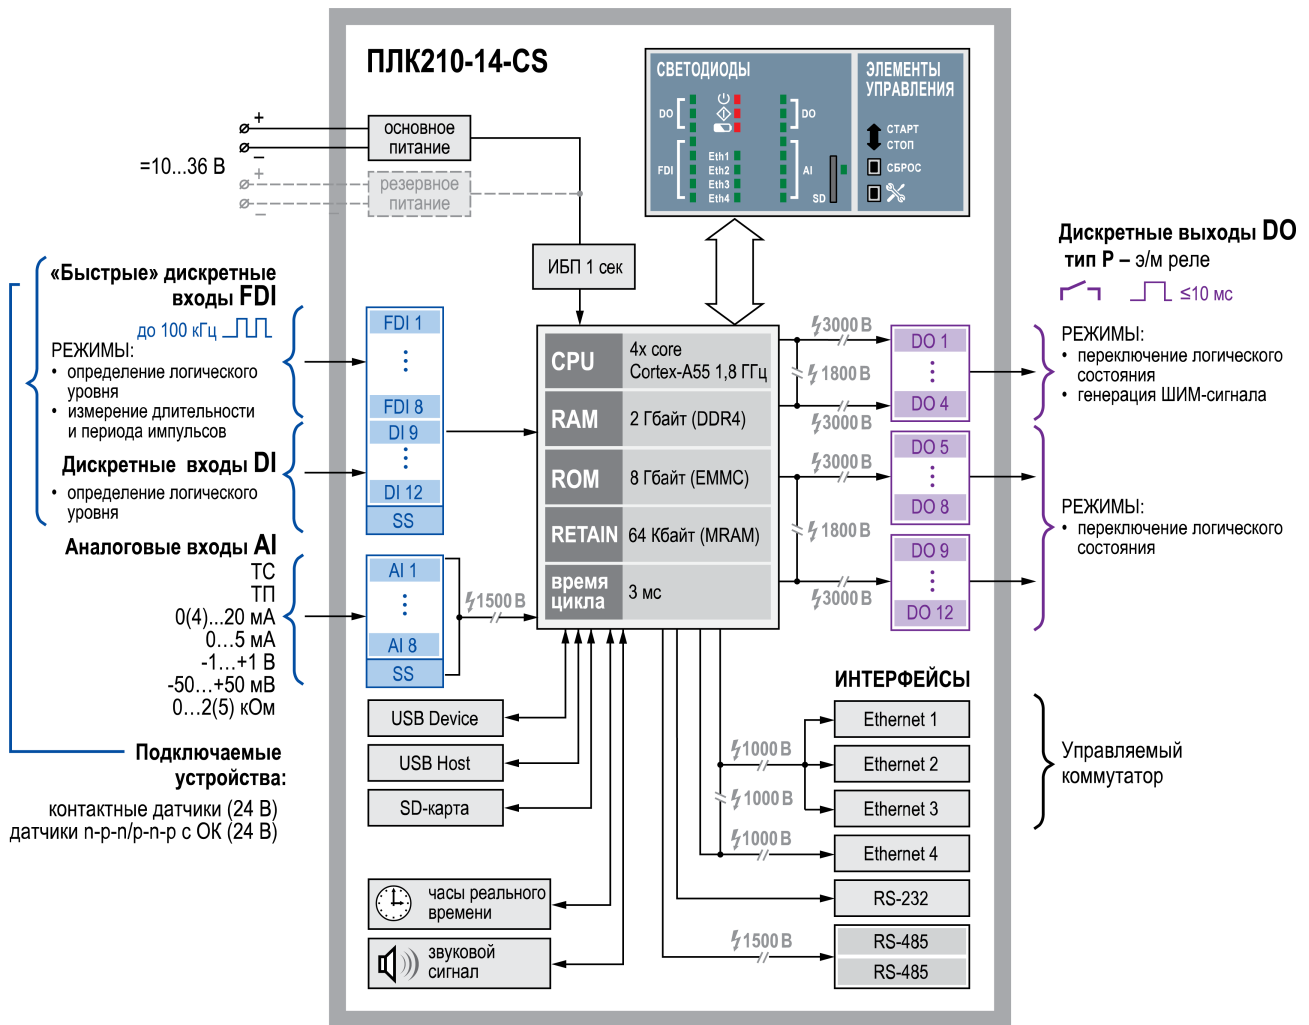 ПЛК210-14-CS
СВЕТОДИОДЫ
DO
DO
FDI
Eth1
Eth2
Eth3
Eth4
AI
SD
ЭЛЕМЕНТЫ
УПРАВЛЕНИЯ
СТАРТ
СТОП
СБРОС
+
–
=10...36 В
+
–
основное
питание
резервное
питание
–
ИБП 1 сек
«Быстрые» дискретные
входы FDI
до 100 кГц
РЕЖИМЫ:
• определение логического
уровня
• измерение длительности
и периода импульсов
Дискретные входы DI
• определение логического
уровня
Аналоговые входы AI
ТС
ТП
0(4)...20 мА
0...5 мА
-1...+1 В
-50...+50 мВ
0...2(5) кОм
Подключаемые
устройства:
контактные датчики (24 В)
датчики n-p-n/p-n-p с ОК (24 В)
FDI 1
FDI 8
DI 9
DI 12
SS
AI 1
AI 8
SS
1500 В
CPU
4x core
Cortex-A55 1,8 ГГц
RAM
2 Гбайт (DDR4)
ROM
8 Гбайт (EMMC)
RETAIN
64 Кбайт (MRAM)
время
цикла
3 мс
3000 В
1800 В
3000 В
3000 В
1800 В
3000 В
DO 1
DO 4
DO 5
DO 8
DO 9
DO 12
Дискретные выходы DO
тип Р – э/м реле
≤10 мс
РЕЖИМЫ:
• переключение логического
состояния
• генерация ШИМ-сигнала
РЕЖИМЫ:
• переключение логического
состояния
USB Device
USB Host
SD-карта
часы реального
времени
звуковой
сигнал
ИНТЕРФЕЙСЫ
1000 В
1000 В
1000 В
1500 В
Ethernet 1
Ethernet 2
Ethernet 3
Ethernet 4
RS-232
RS-485
RS-485
Управляемый
коммутатор